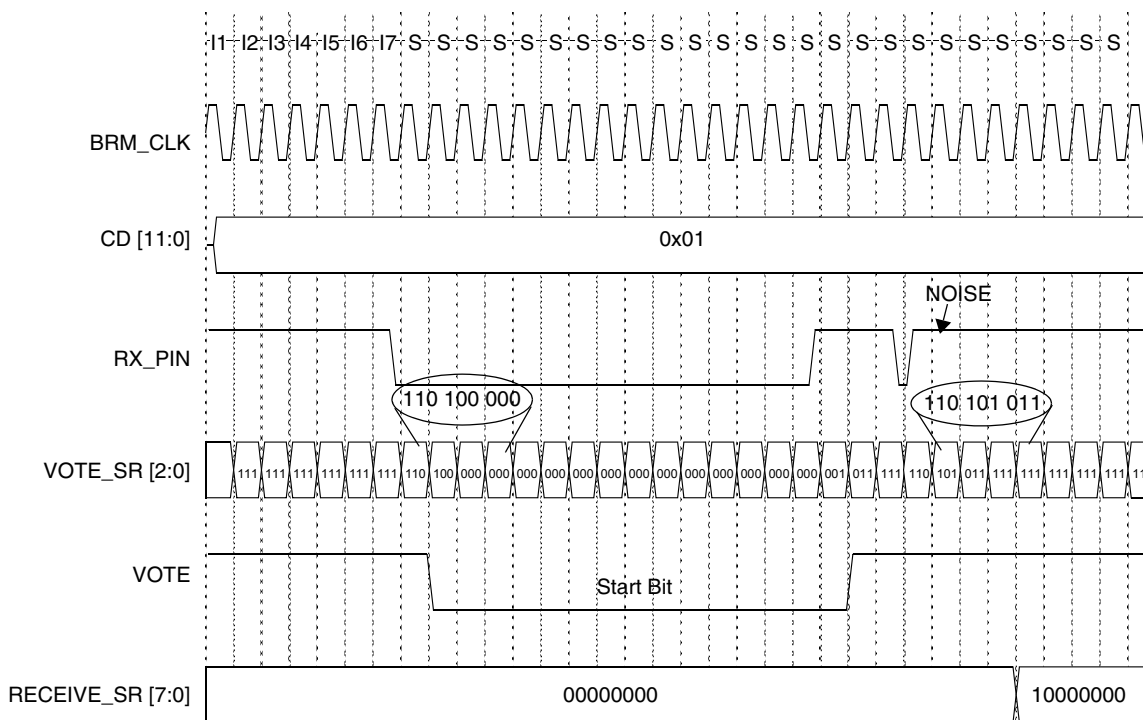 I1 I2 I3 I4 I5 I6 I7 S S S S S S S S S S S S S S S S S S S S S S S S S S
BRM_CLK
CD [11:0]
0x01
NOISE
RX_PIN
110 100 000
110 101 011
VOTE_SR [2:0]
111 111 111 111 111 111 110 100 000 000 000 000 000 000 000 000 000 000 000 000 000 001 011 111 110 101 011 111 111 111 111 111
VOTE
Start Bit
RECEIVE_SR [7:0]
00000000
10000000